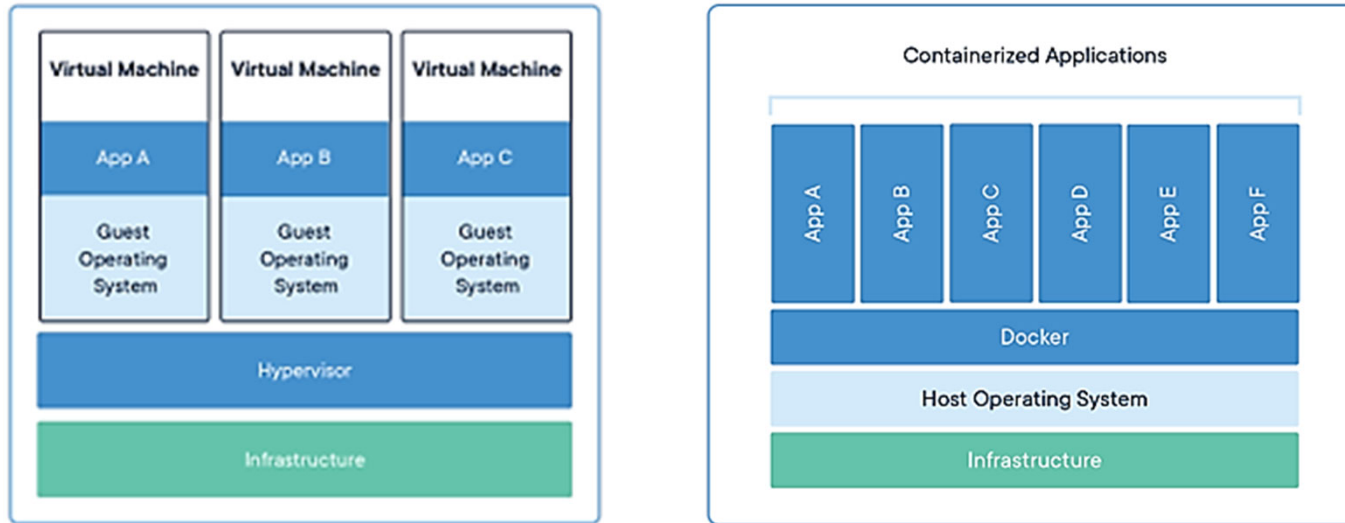 Virtual Machine
Virtual Machine
Virtual Machine
App A
App B
App C
Guest
Operating
System
Guest
Operating
System
Guest
Operating
System
Hypervisor
Infrastructure
Containerized Applications
App A
App B
App C
App D
App E
App F
Docker
Host Operating System
Infrastructure